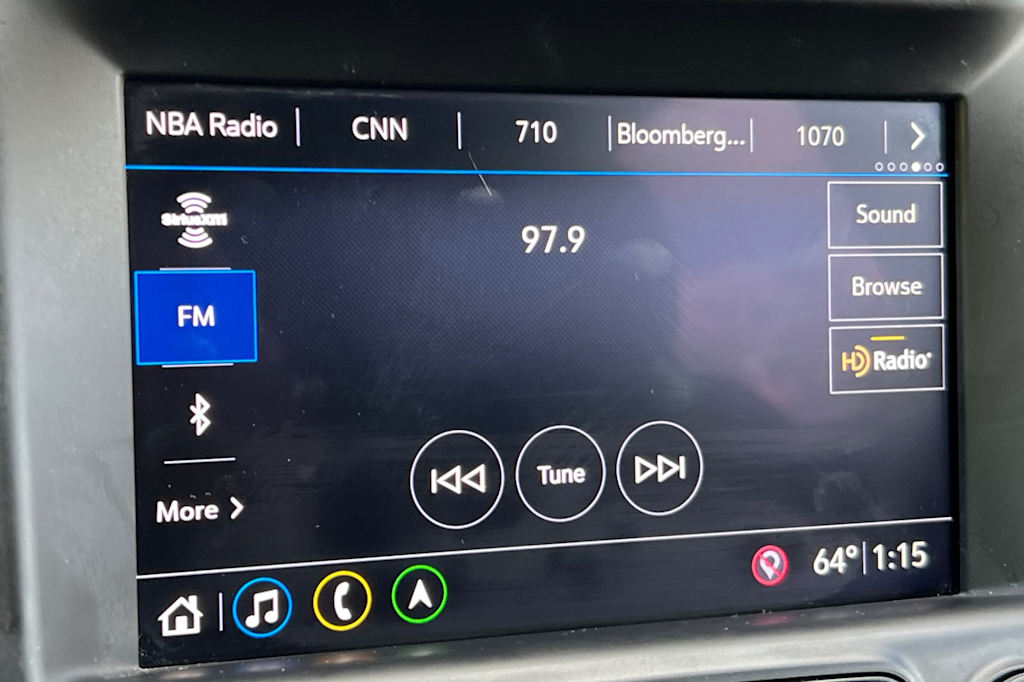 NBA Radio
CNN
710
Bloomberg...
1070
SiriusXM
97.9
Sound
FM
Browse
HD Radio
Tune
More
64° 1:15